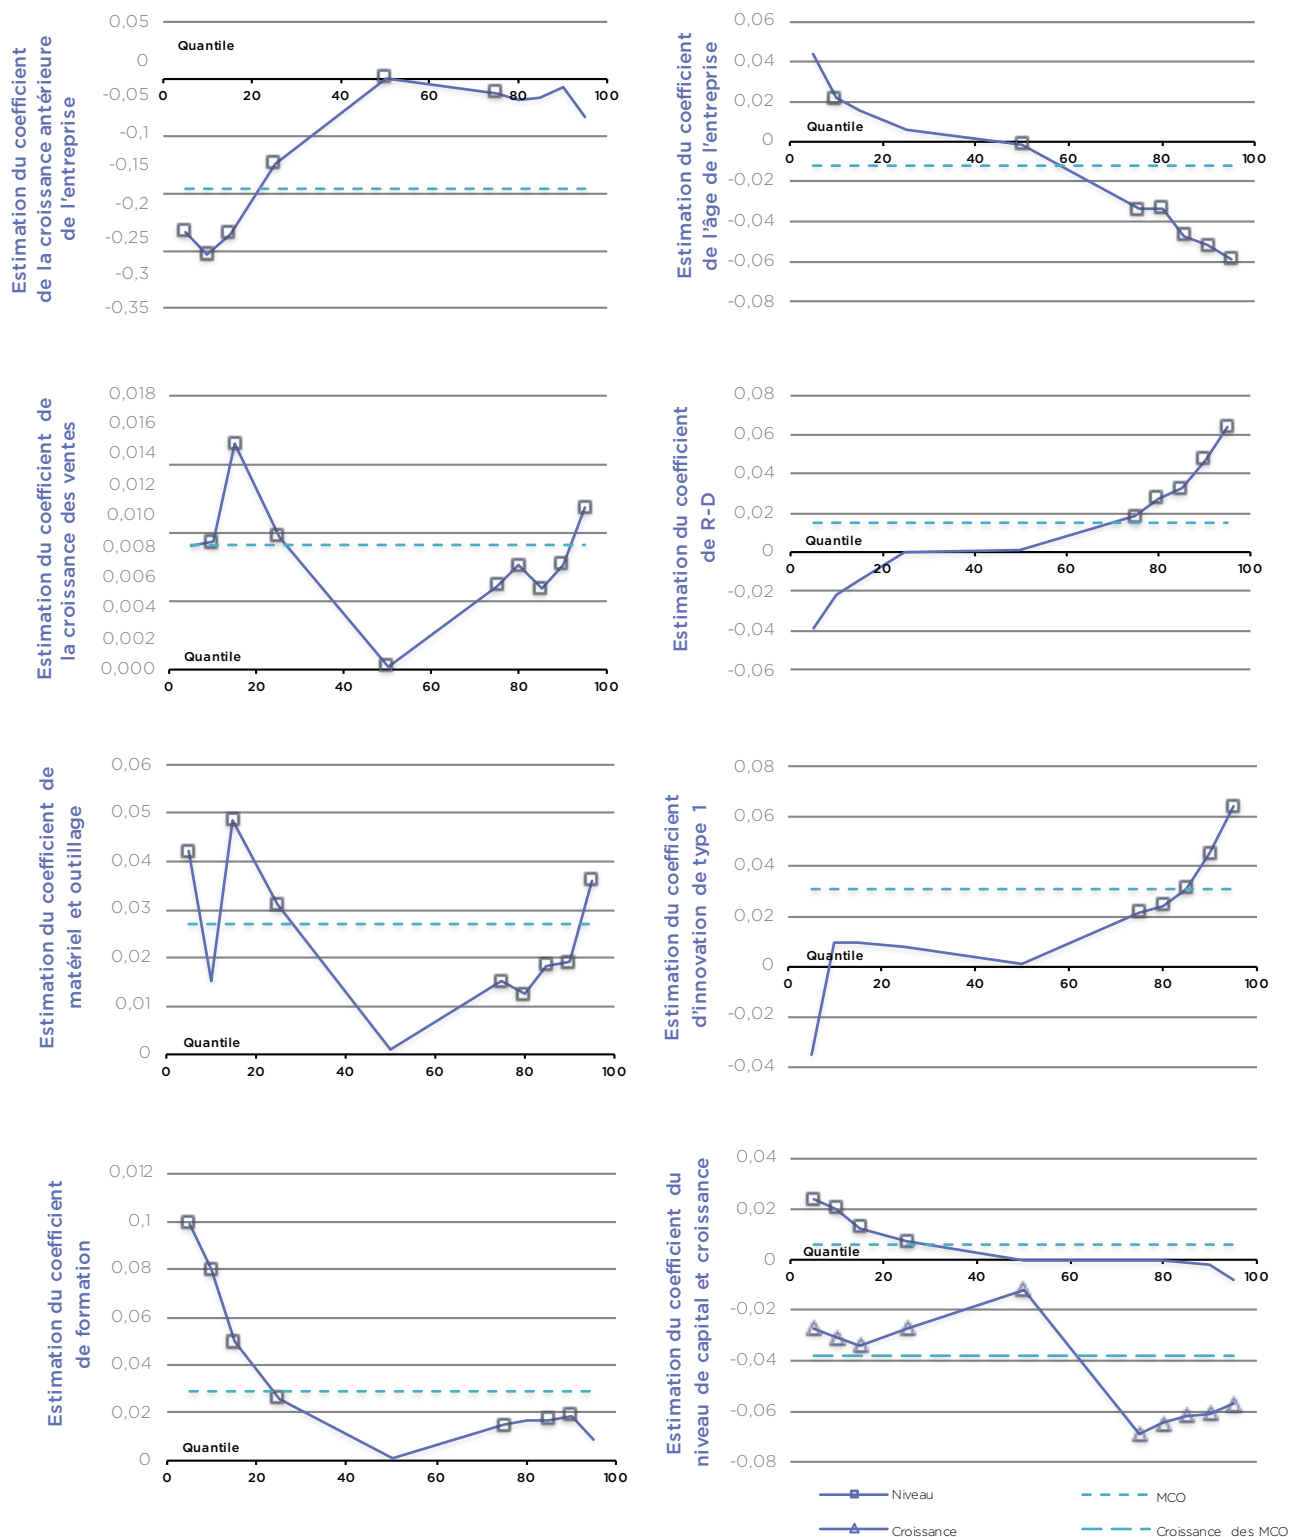 Estimation du coefficient
de la croissance antérieure
de l'entreprise
0,05
0
-0,05
-0,1
-0,15
-0,2
-0,25
-0,3
-0,35
Quantile
0 20 40 60 80 100
Estimation du coefficient
de l'âge de l'entreprise
0,06
0,04
0,02
0
-0,02
-0,04
-0,06
-0,08
Quantile
0 20 40 60 80 100
Estimation du coefficient de
la croissance des ventes
0,018
0,016
0,014
0,012
0,010
0,008
0,006
0,004
0,002
0,000
Quantile
0 20 40 60 80 100
Estimation du coefficient
de R-D
0,08
0,06
0,04
0,02
0
-0,02
-0,04
-0,06
Quantile
0 20 40 60 80 100
Estimation du coefficient de
matériel et outillage
0,06
0,05
0,04
0,03
0,02
0,01
0
Quantile
0 20 40 60 80 100
Estimation du coefficient
d'innovation de type 1
0,08
0,06
0,04
0,02
0
-0,02
-0,04
Quantile
0 20 40 60 80 100
Estimation du coefficient
de formation
0,012
0,1
0,08
0,06
0,04
0,02
0
Quantile
0 20 40 60 80 100
Estimation du coefficient du
niveau de capital et croissance
0,04
0,02
0
-0,02
-0,04
-0,06
-0,08
Quantile
0 20 40 60 80 100
Niveau
MCO
Croissance
Croissance des MCO